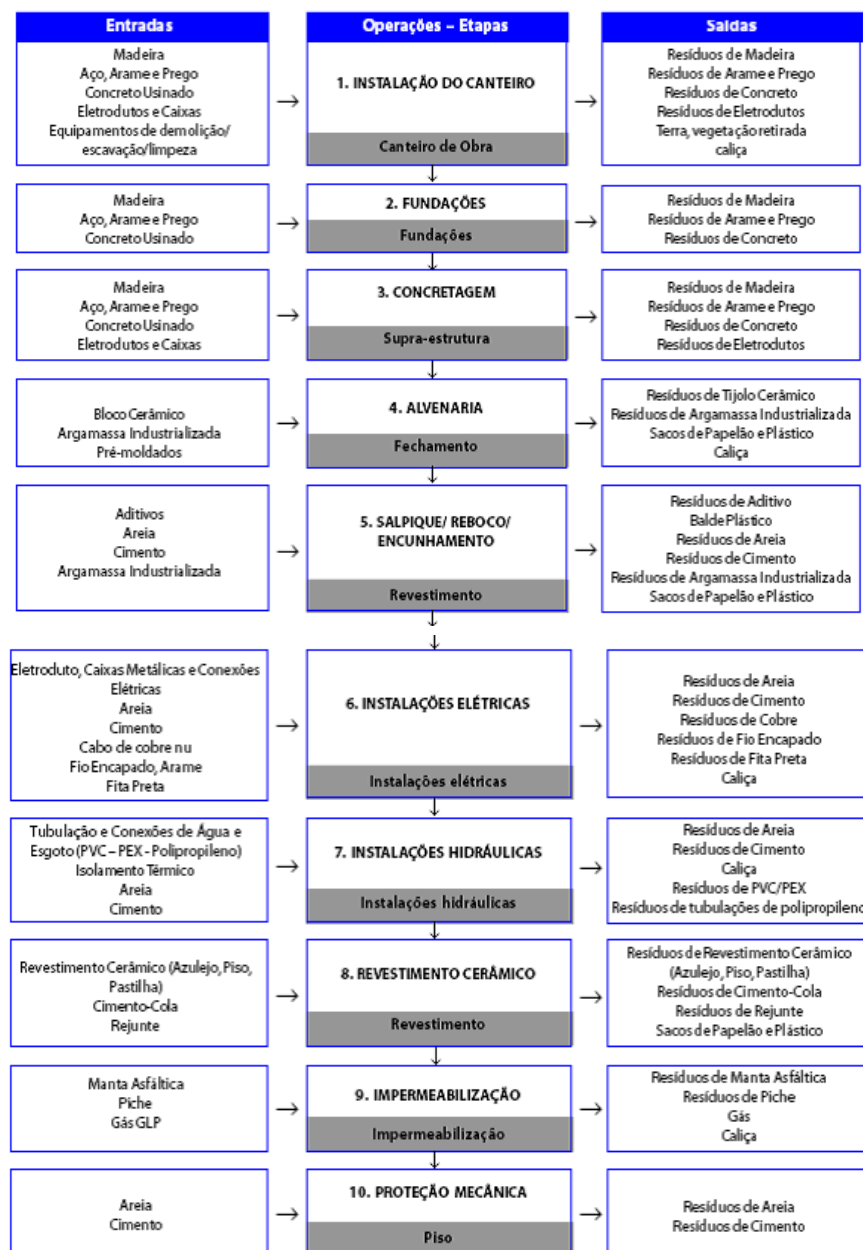 Entradas
Operações – Etapas
Saídas
Madeira
Aço, Arame e Prego
Concreto Usinado
Eletrodutos e Caixas
Equipamentos de demolição/
escavação/limpeza
1. INSTALAÇÃO DO CANTEIRO
Canteiro de Obra
Resíduos de Madeira
Resíduos de Arame e Prego
Resíduos de Concreto
Resíduos de Eletrodutos
Terra, vegetação retirada
caliça
Madeira
Aço, Arame e Prego
Concreto Usinado
2. FUNDAÇÕES
Fundações
Resíduos de Madeira
Resíduos de Arame e Prego
Resíduos de Concreto
Madeira
Aço, Arame e Prego
Concreto Usinado
Eletrodutos e Caixas
3. CONCRETAGEM
Supra-estrutura
Resíduos de Madeira
Resíduos de Arame e Prego
Resíduos de Concreto
Resíduos de Eletrodutos
Bloco Cerâmico
Argamassa Industrializada
Pré-moldados
4. ALVENARIA
Fechamento
Resíduos de Tijolo Cerâmico
Resíduos de Argamassa Industrializada
Sacos de Papelão e Plástico
Caliça
Aditivos
Areia
Cimento
Argamassa Industrializada
5. SALPIQUE/ REBOCO/
ENCUNHAMENTO
Revestimento
Resíduos de Aditivo
Balde Plástico
Resíduos de Areia
Resíduos de Cimento
Resíduos de Argamassa Industrializada
Sacos de Papelão e Plástico
Eletroduto, Caixas Metálicas e Conexões
Elétricas
Areia
Cimento
Cabo de cobre nu
Fio Encapado, Arame
Fita Preta
6. INSTALAÇÕES ELÉTRICAS
Instalações elétricas
Resíduos de Areia
Resíduos de Cimento
Resíduos de Cobre
Resíduos de Fio Encapado
Resíduos de Fita Preta
Caliça
Tubulação e Conexões de Água e
Esgoto (PVC – PEX - Polipropileno)
Isolamento Térmico
Areia
Cimento
7. INSTALAÇÕES HIDRÁULICAS
Instalações hidráulicas
Resíduos de Areia
Resíduos de Cimento
Caliça
Resíduos de PVC/PEX
Resíduos de tubulações de polipropileno
Revestimento Cerâmico (Azulejo, Piso,
Pastilha)
Cimento-Cola
Rejunte
8. REVESTIMENTO CERÂMICO
Revestimento
Resíduos de Revestimento Cerâmico
(Azulejo, Piso, Pastilha)
Resíduos de Cimento-Cola
Resíduos de Rejunte
Sacos de Papelão e Plástico
Manta Asfáltica
Piche
Gás GLP
9. IMPERMEABILIZAÇÃO
Impermeabilização
Resíduos de Manta Asfáltica
Resíduos de Piche
Gás
Caliça
Areia
Cimento
10. PROTEÇÃO MECÂNICA
Piso
Resíduos de Areia
Resíduos de Cimento